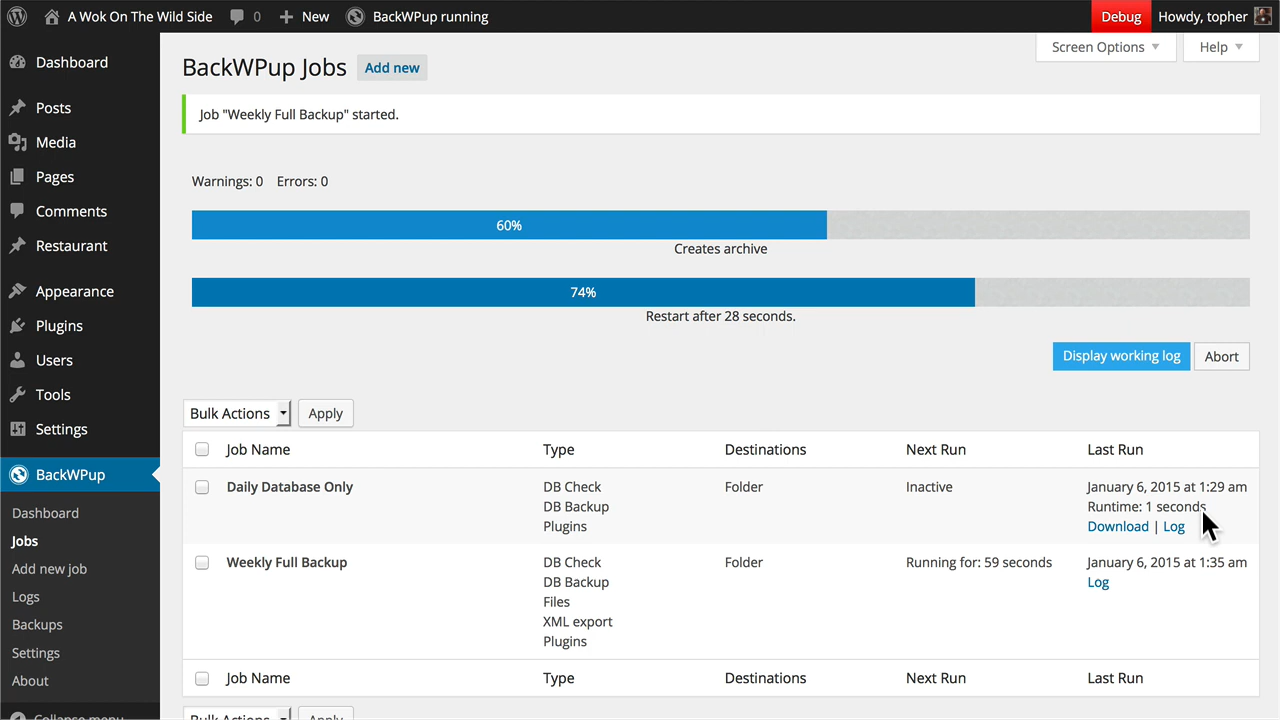 A Wok On The Wild Side 0 New BackWPup running Debug Howdy, topher
Screen Options Help
Dashboard
Posts
Media
Pages
Comments
Restaurant
Appearance
Plugins
Users
Tools
Settings
BackWPup
Dashboard
Jobs
Add new job
Logs
Backups
Settings
About
Collapse menu
BackWPup Jobs Add new
Job "Weekly Full Backup" started.
Warnings: 0 Errors: 0
60%
Creates archive
74%
Restart after 28 seconds.
Display working log Abort
Bulk Actions Apply
Job Name Type Destinations Next Run Last Run
Daily Database Only DB Check Folder Inactive January 6, 2015 at 1:29 am
DB Backup Runtime: 1 seconds
Plugins Download | Log
Weekly Full Backup DB Check Folder Running for: 59 seconds January 6, 2015 at 1:35 am
DB Backup Log
Files
XML export
Plugins
Job Name Type Destinations Next Run Last Run
Bulk Actions Apply